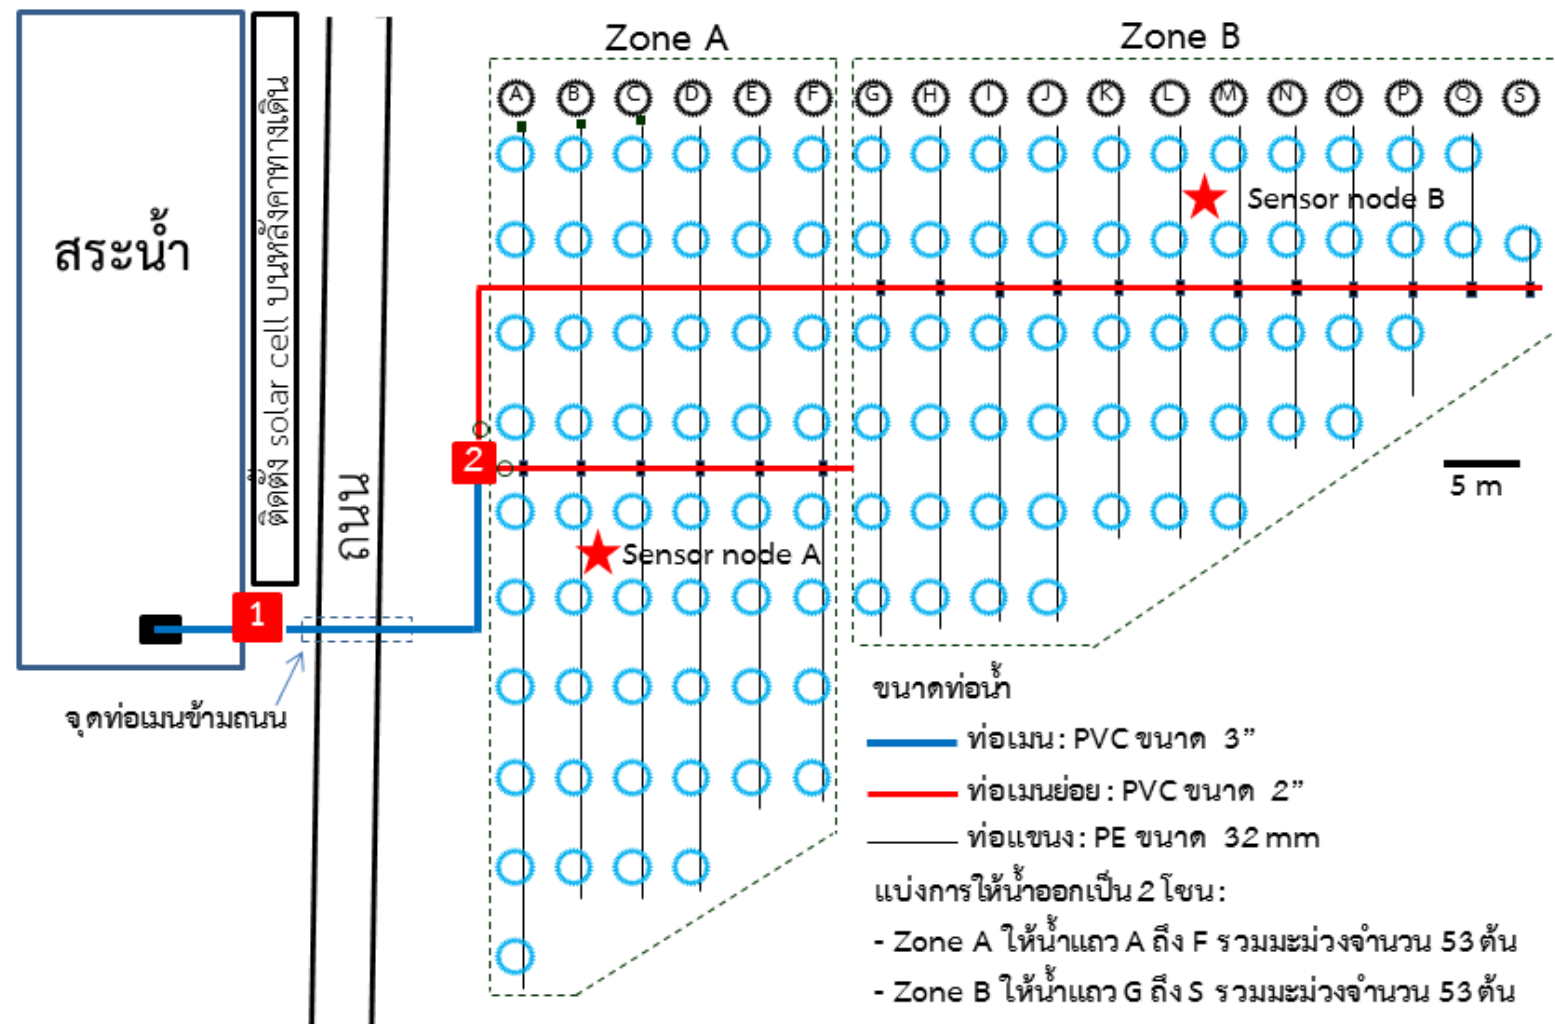 Zone A
Zone B
A B C D E F G H I J K L M N O P Q S
สระน้ำ
ติดตั้ง solar cell บนหลังคาทางเดิน
ถนน
Sensor node B
2
5 m
Sensor node A
1
จุดท่อเมนข้ามถนน
ขนาดท่อน้ำ
ท่อเมน : PVC ขนาด 3”
ท่อเมนย่อย : PVC ขนาด 2”
ท่อแขนง : PE ขนาด 32 mm
แบ่งการให้น้ำออกเป็น 2 โซน :
- Zone A ให้น้ำแถว A ถึง F รวมมะม่วงจำนวน 53 ต้น
- Zone B ให้น้ำแถว G ถึง S รวมมะม่วงจำนวน 53 ต้น